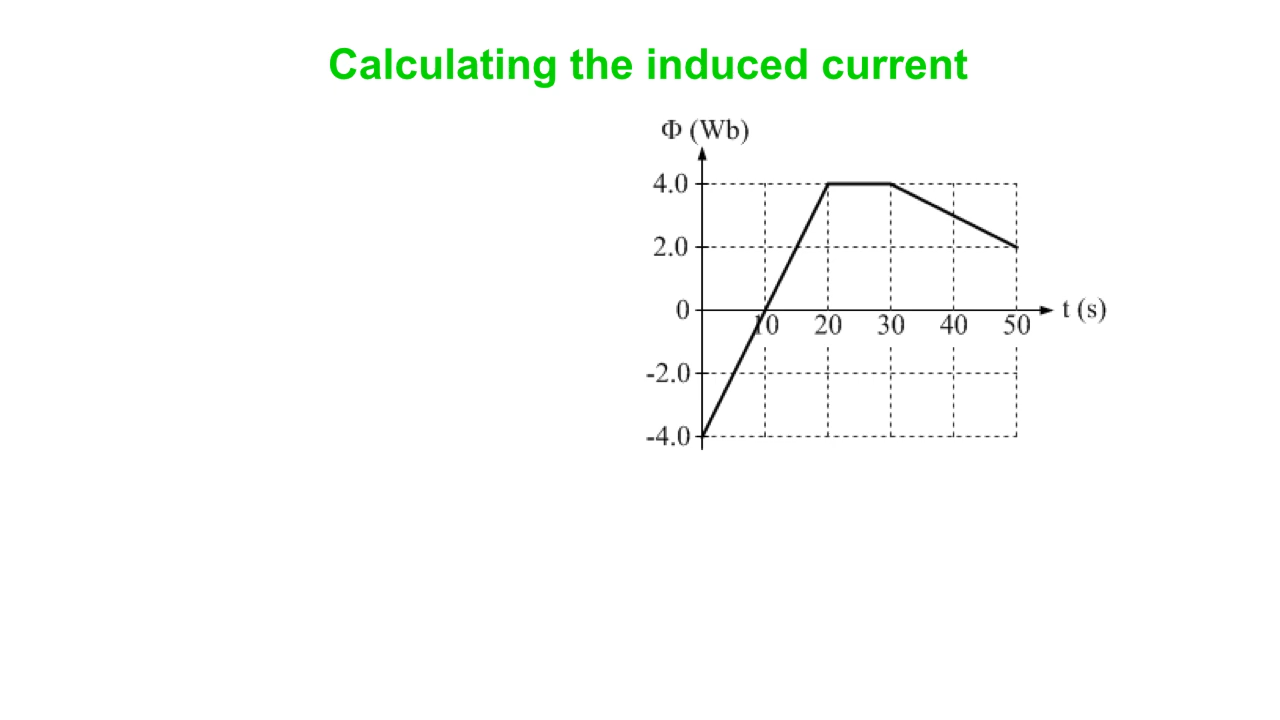 Calculating the induced current
Φ (Wb)
4.0
2.0
0
t (s)
10 20 30 40 50
-2.0
-4.0